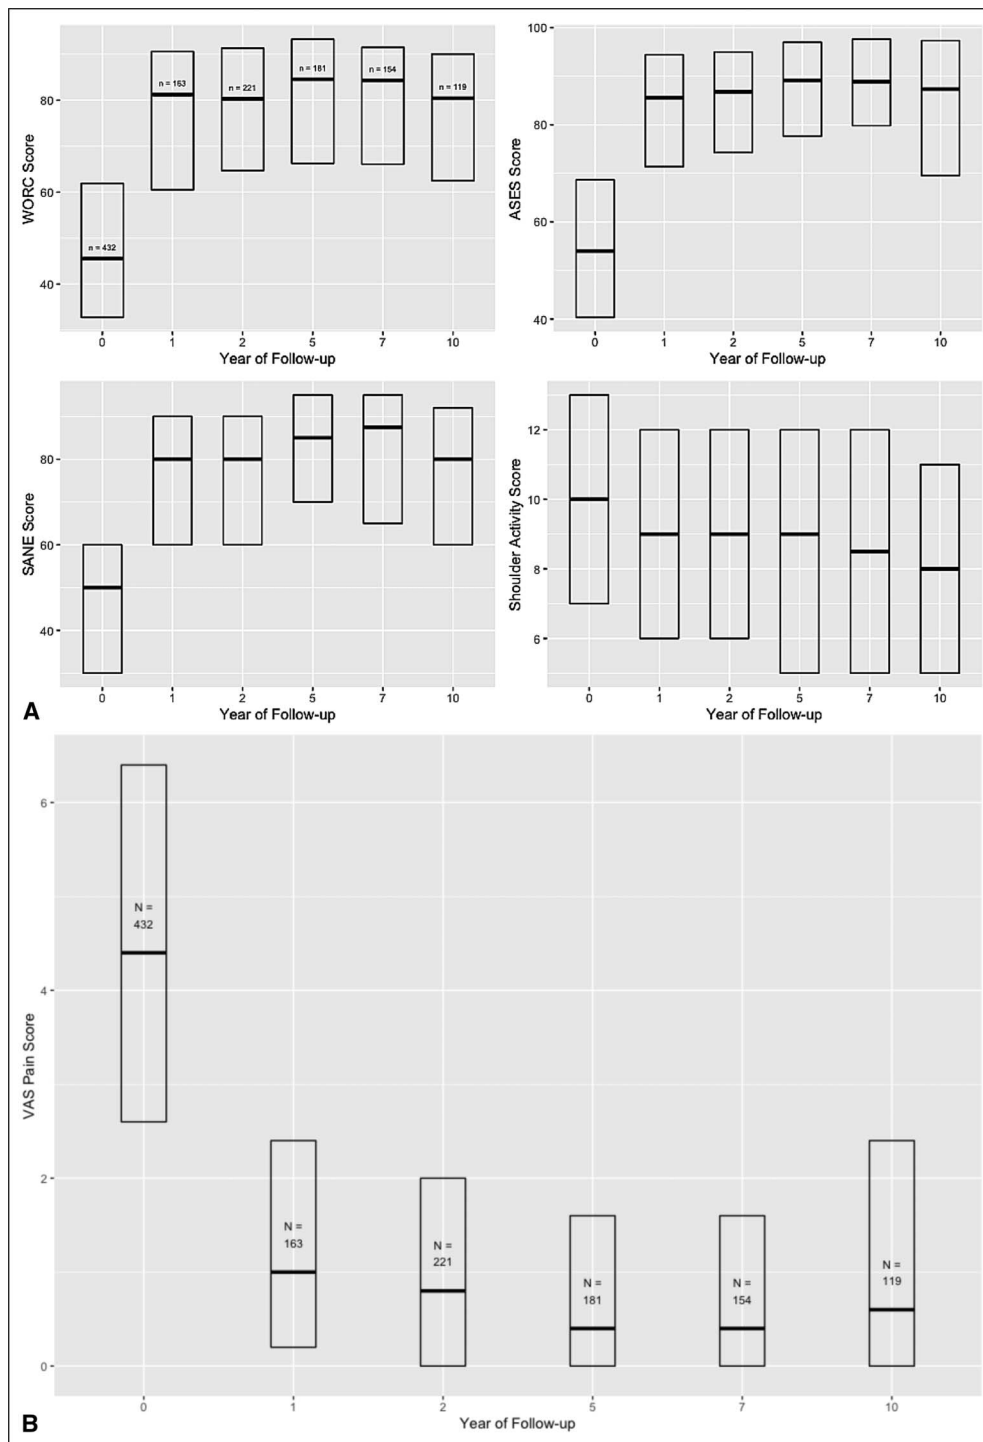 WORC Score
80
60
40
n = 432
n = 163
n = 221
n = 181
n = 154
n = 119
0 1 2 5 7 10
Year of Follow-up
ASES Score
100
80
60
40
0 1 2 5 7 10
Year of Follow-up
SANE Score
80
60
40
0 1 2 5 7 10
Year of Follow-up
Shoulder Activity Score
12
10
8
6
0 1 2 5 7 10
Year of Follow-up
A
VAS Pain Score
6
4
2
0
N =
432
N =
163
N =
221
N =
181
N =
154
N =
119
0 1 2 5 7 10
Year of Follow-up
B